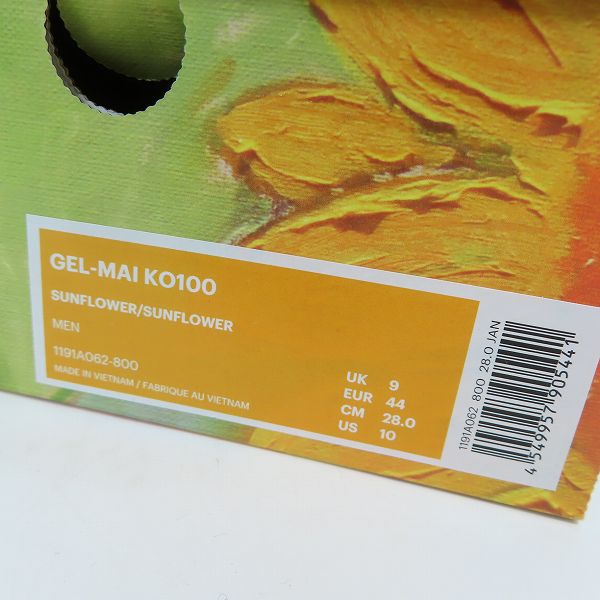 GEL-MAI KO100
SUNFLOWER/SUNFLOWER
MEN
1191A062-800
MADE IN VIETNAM / FABRIQUE AU VIETNAM
UK 9
EUR 44
CM 28.0
US 10
1191A062 800 28.0 JAN
4 549957 905441